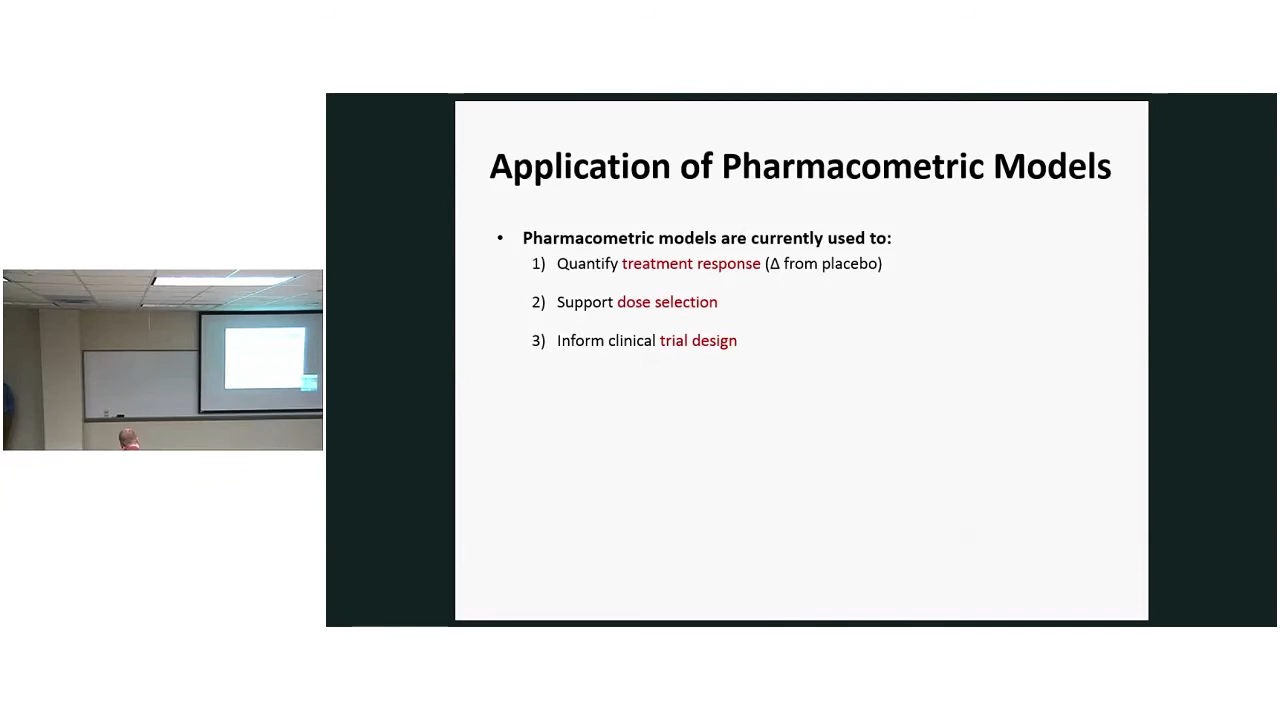 Application of Pharmacometric Models
• Pharmacometric models are currently used to:
1) Quantify treatment response (Δ from placebo)
2) Support dose selection
3) Inform clinical trial design